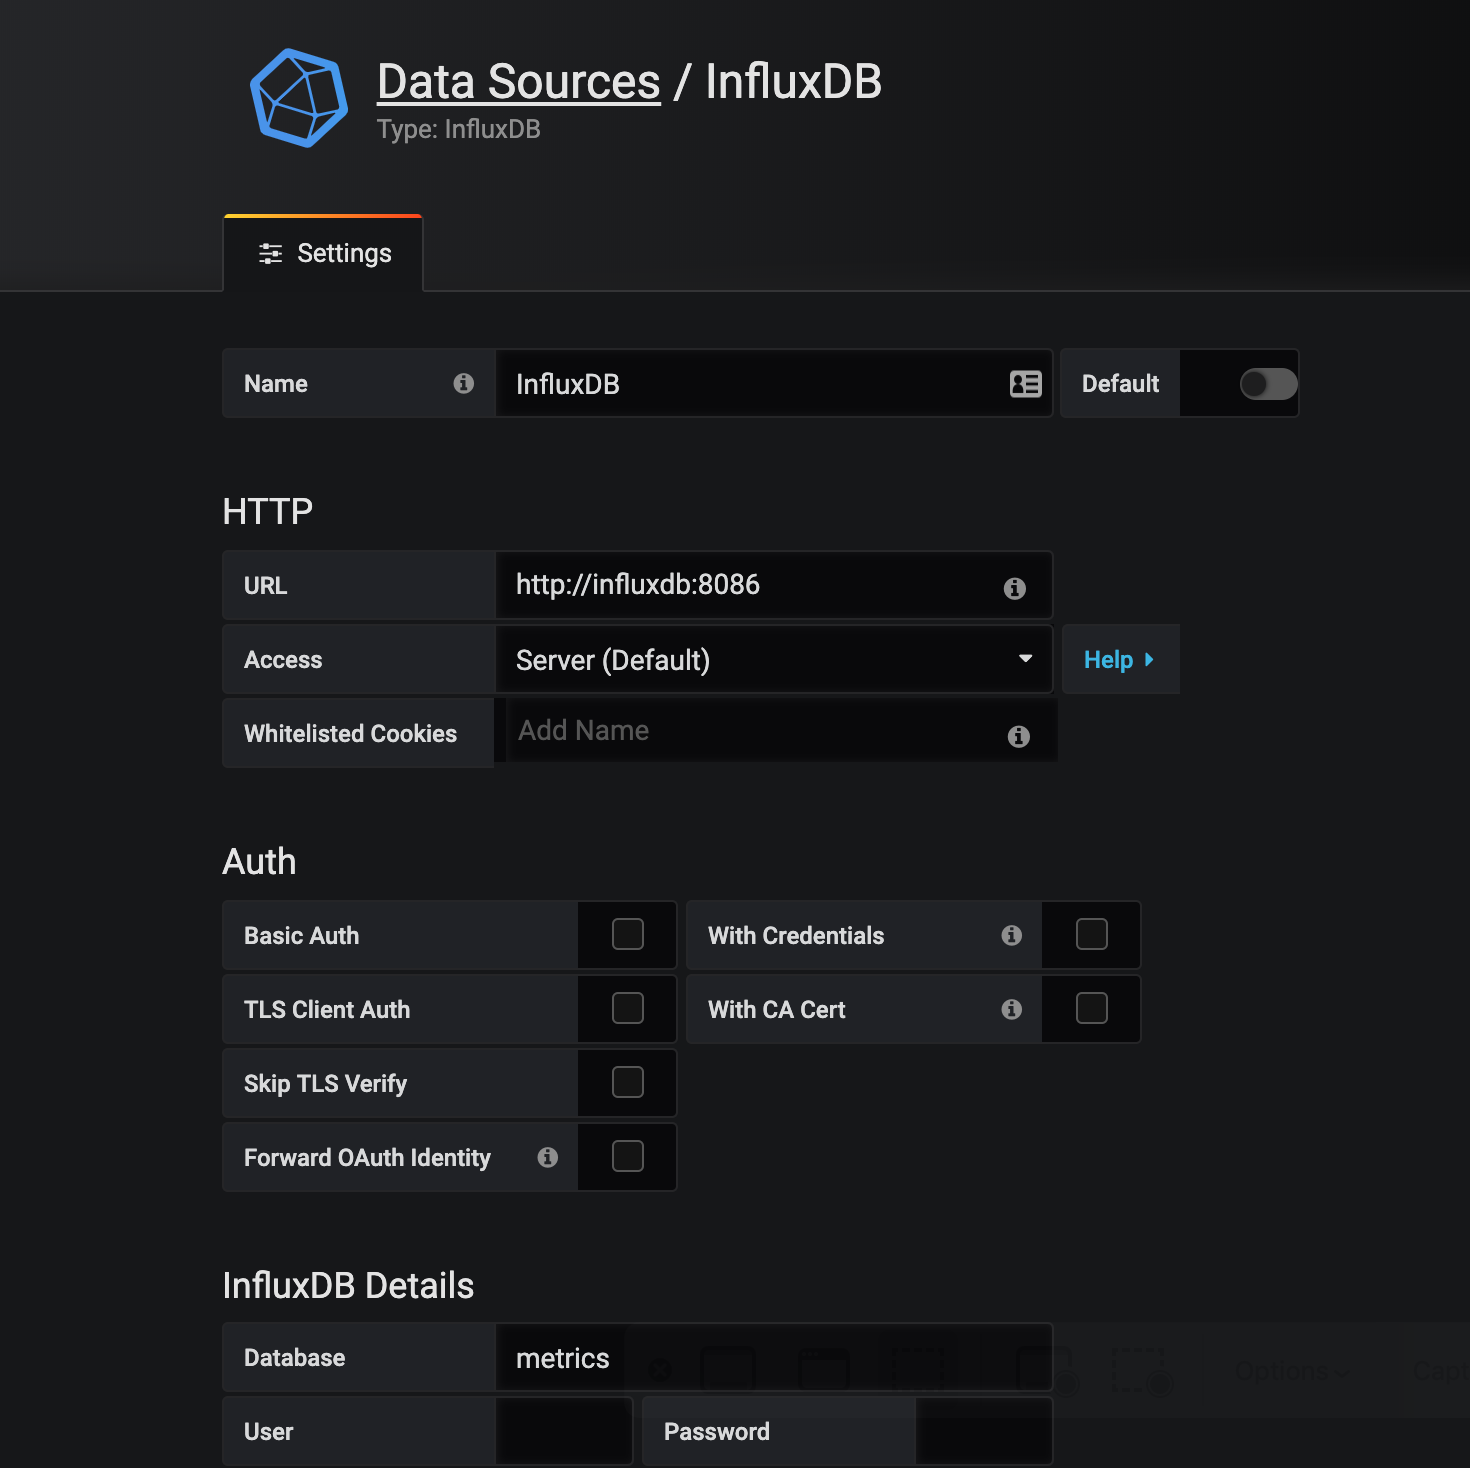 Data Sources / InfluxDB
Type: InfluxDB
Settings
Name InfluxDB Default
HTTP
URL http://influxdb:8086
Access Server (Default) Help
Whitelisted Cookies Add Name
Auth
Basic Auth With Credentials
TLS Client Auth With CA Cert
Skip TLS Verify
Forward OAuth Identity
InfluxDB Details
Database metrics Options Capt
User Password